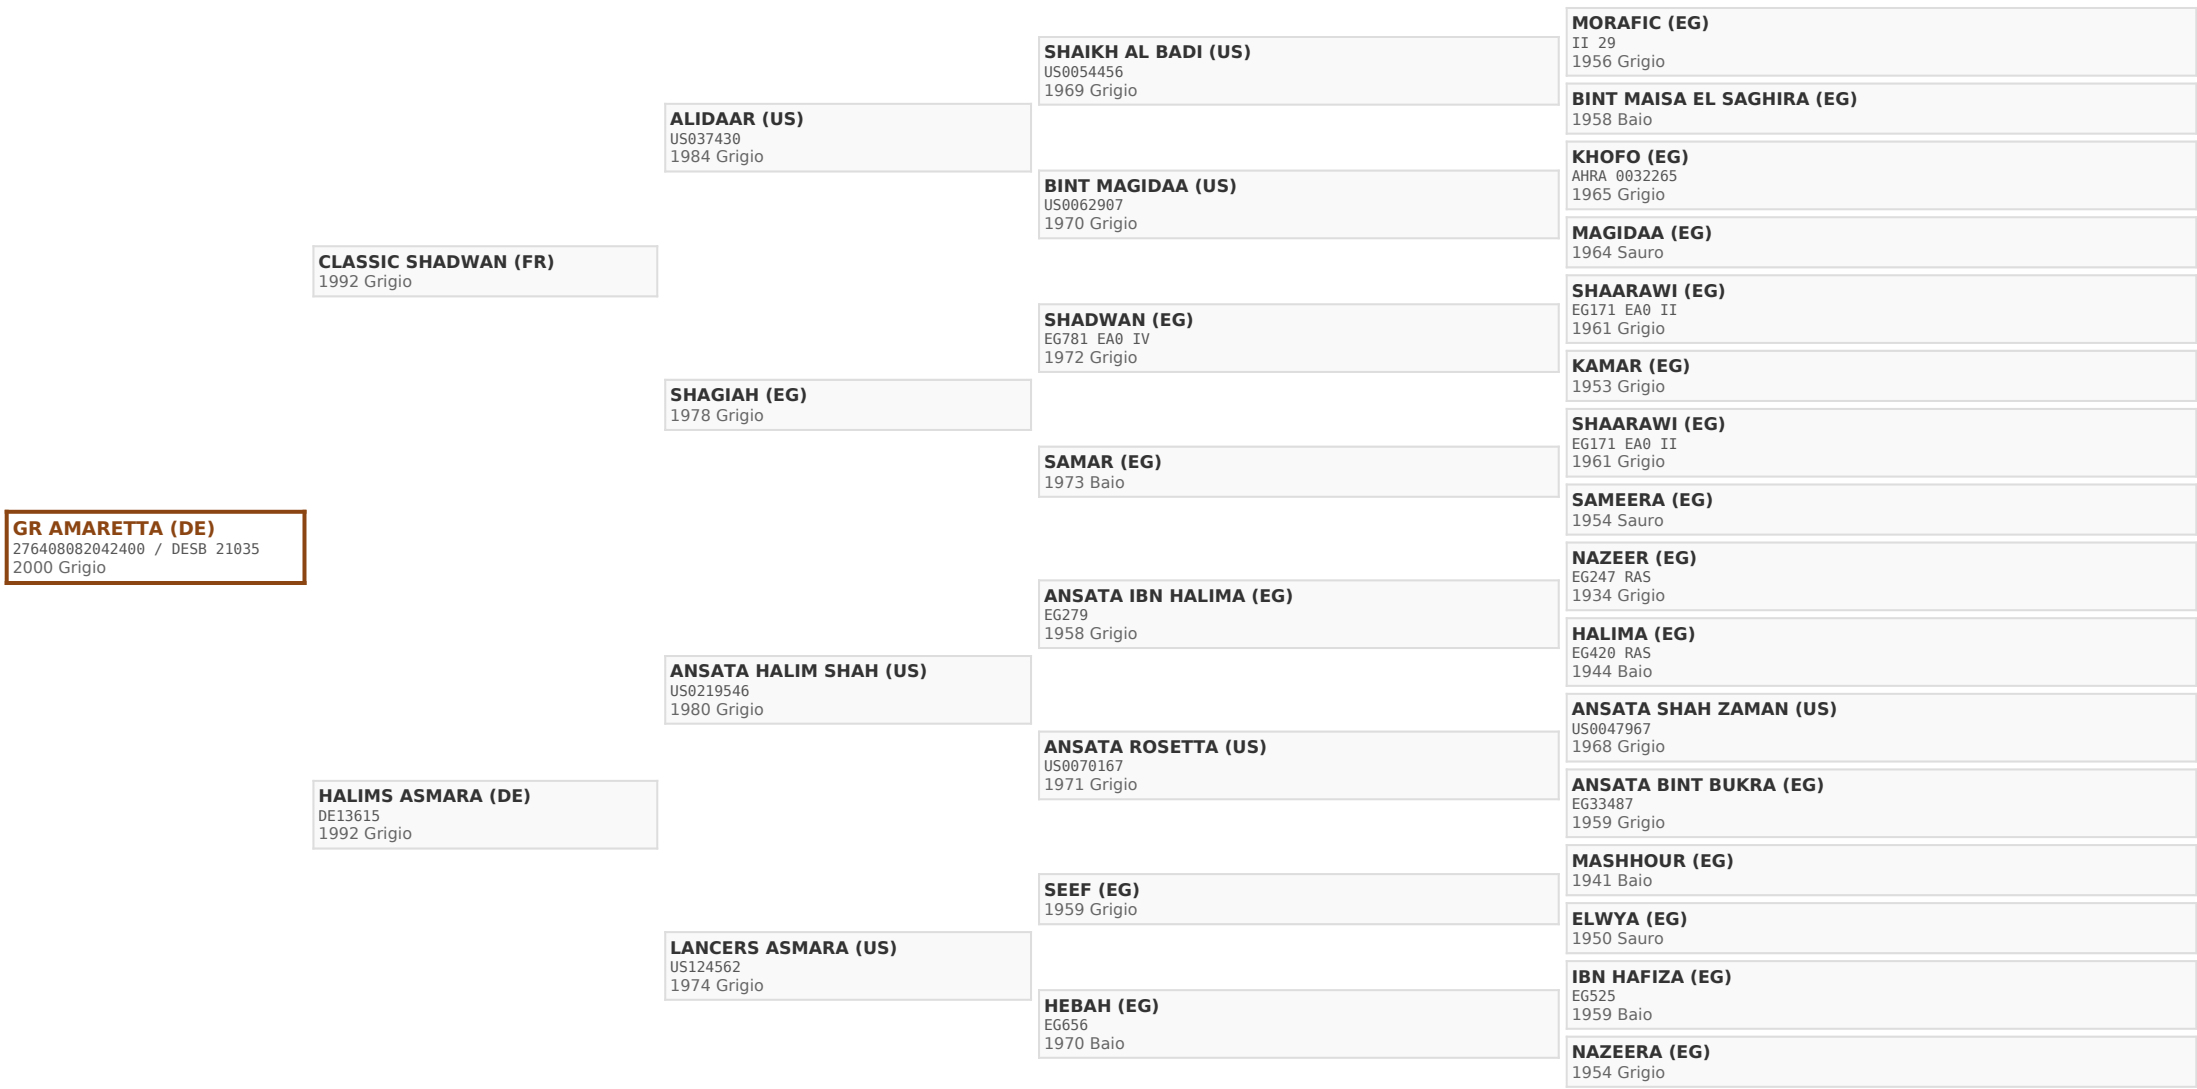 GR AMARETTA (DE)
276408082042400 / DESB 21035
2000 Grigio
CLASSIC SHADWAN (FR)
1992 Grigio
HALIMS ASMARA (DE)
DE13615
1992 Grigio
ALIDAAR (US)
US037430
1984 Grigio
SHAGIAH (EG)
1978 Grigio
ANSATA HALIM SHAH (US)
US0219546
1980 Grigio
LANCERS ASMARA (US)
US124562
1974 Grigio
SHAIKH AL BADI (US)
US0054456
1969 Grigio
BINT MAGIDAA (US)
US0062907
1970 Grigio
SHADWAN (EG)
EG781 EAO IV
1972 Grigio
SAMAR (EG)
1973 Baio
ANSATA IBN HALIMA (EG)
EG279
1958 Grigio
ANSATA ROSETTA (US)
US0070167
1971 Grigio
SEEF (EG)
1959 Grigio
HEBAH (EG)
EG656
1970 Baio
MORAFIC (EG)
II 29
1956 Grigio
BINT MAISA EL SAGHIRA (EG)
1958 Baio
KHOFO (EG)
AHRA 0032265
1965 Grigio
MAGIDAA (EG)
1964 Sauro
SHAARAWI (EG)
EG171 EAO II
1961 Grigio
KAMAR (EG)
1953 Grigio
SHAARAWI (EG)
EG171 EAO II
1961 Grigio
SAMEERA (EG)
1954 Sauro
NAZEER (EG)
EG247 RAS
1934 Grigio
HALIMA (EG)
EG420 RAS
1944 Baio
ANSATA SHAH ZAMAN (US)
US0047967
1968 Grigio
ANSATA BINT BUKRA (EG)
EG33487
1959 Grigio
MASHHOUR (EG)
1941 Baio
ELWYA (EG)
1950 Sauro
IBN HAFIZA (EG)
EG525
1959 Baio
NAZEERA (EG)
1954 Grigio